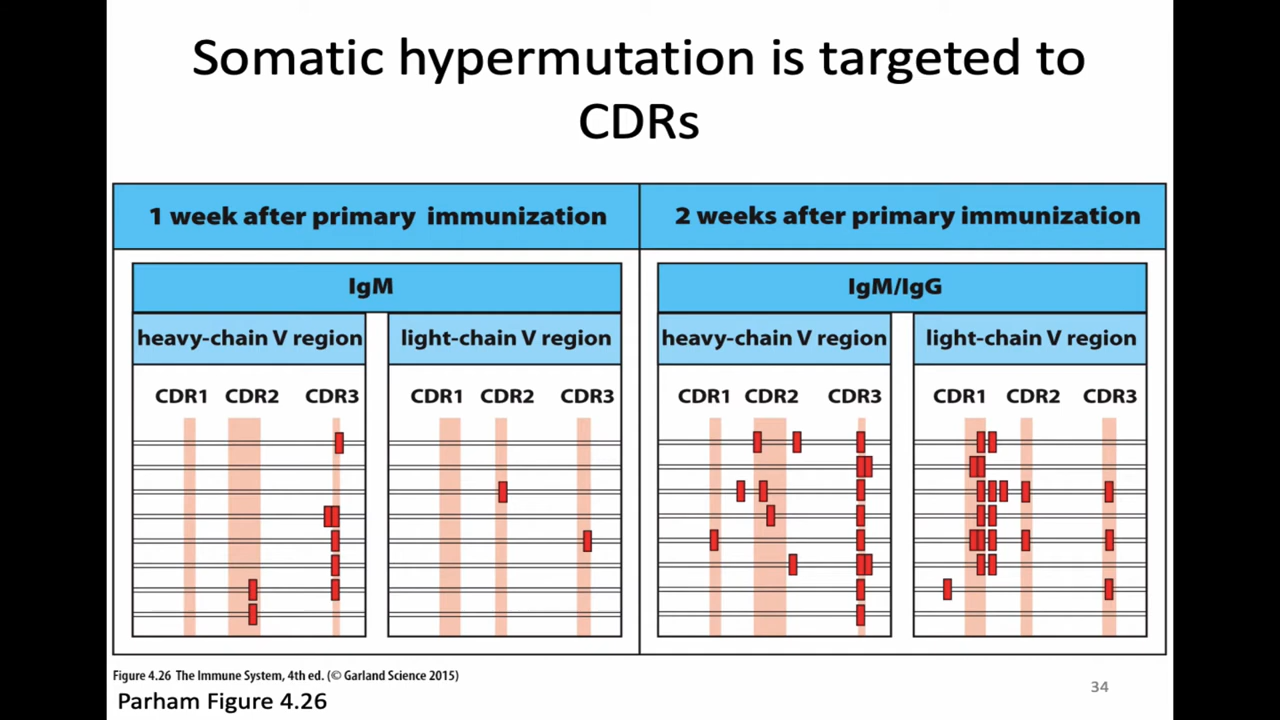 Somatic hypermutation is targeted to
CDRs
1 week after primary immunization
2 weeks after primary immunization
IgM
IgM/IgG
heavy-chain V region
light-chain V region
heavy-chain V region
light-chain V region
CDR1 CDR2 CDR3
CDR1 CDR2 CDR3
CDR1 CDR2 CDR3
CDR1 CDR2 CDR3
Figure 4.26 The Immune System, 4th ed. (© Garland Science 2015)
Parham Figure 4.26
34